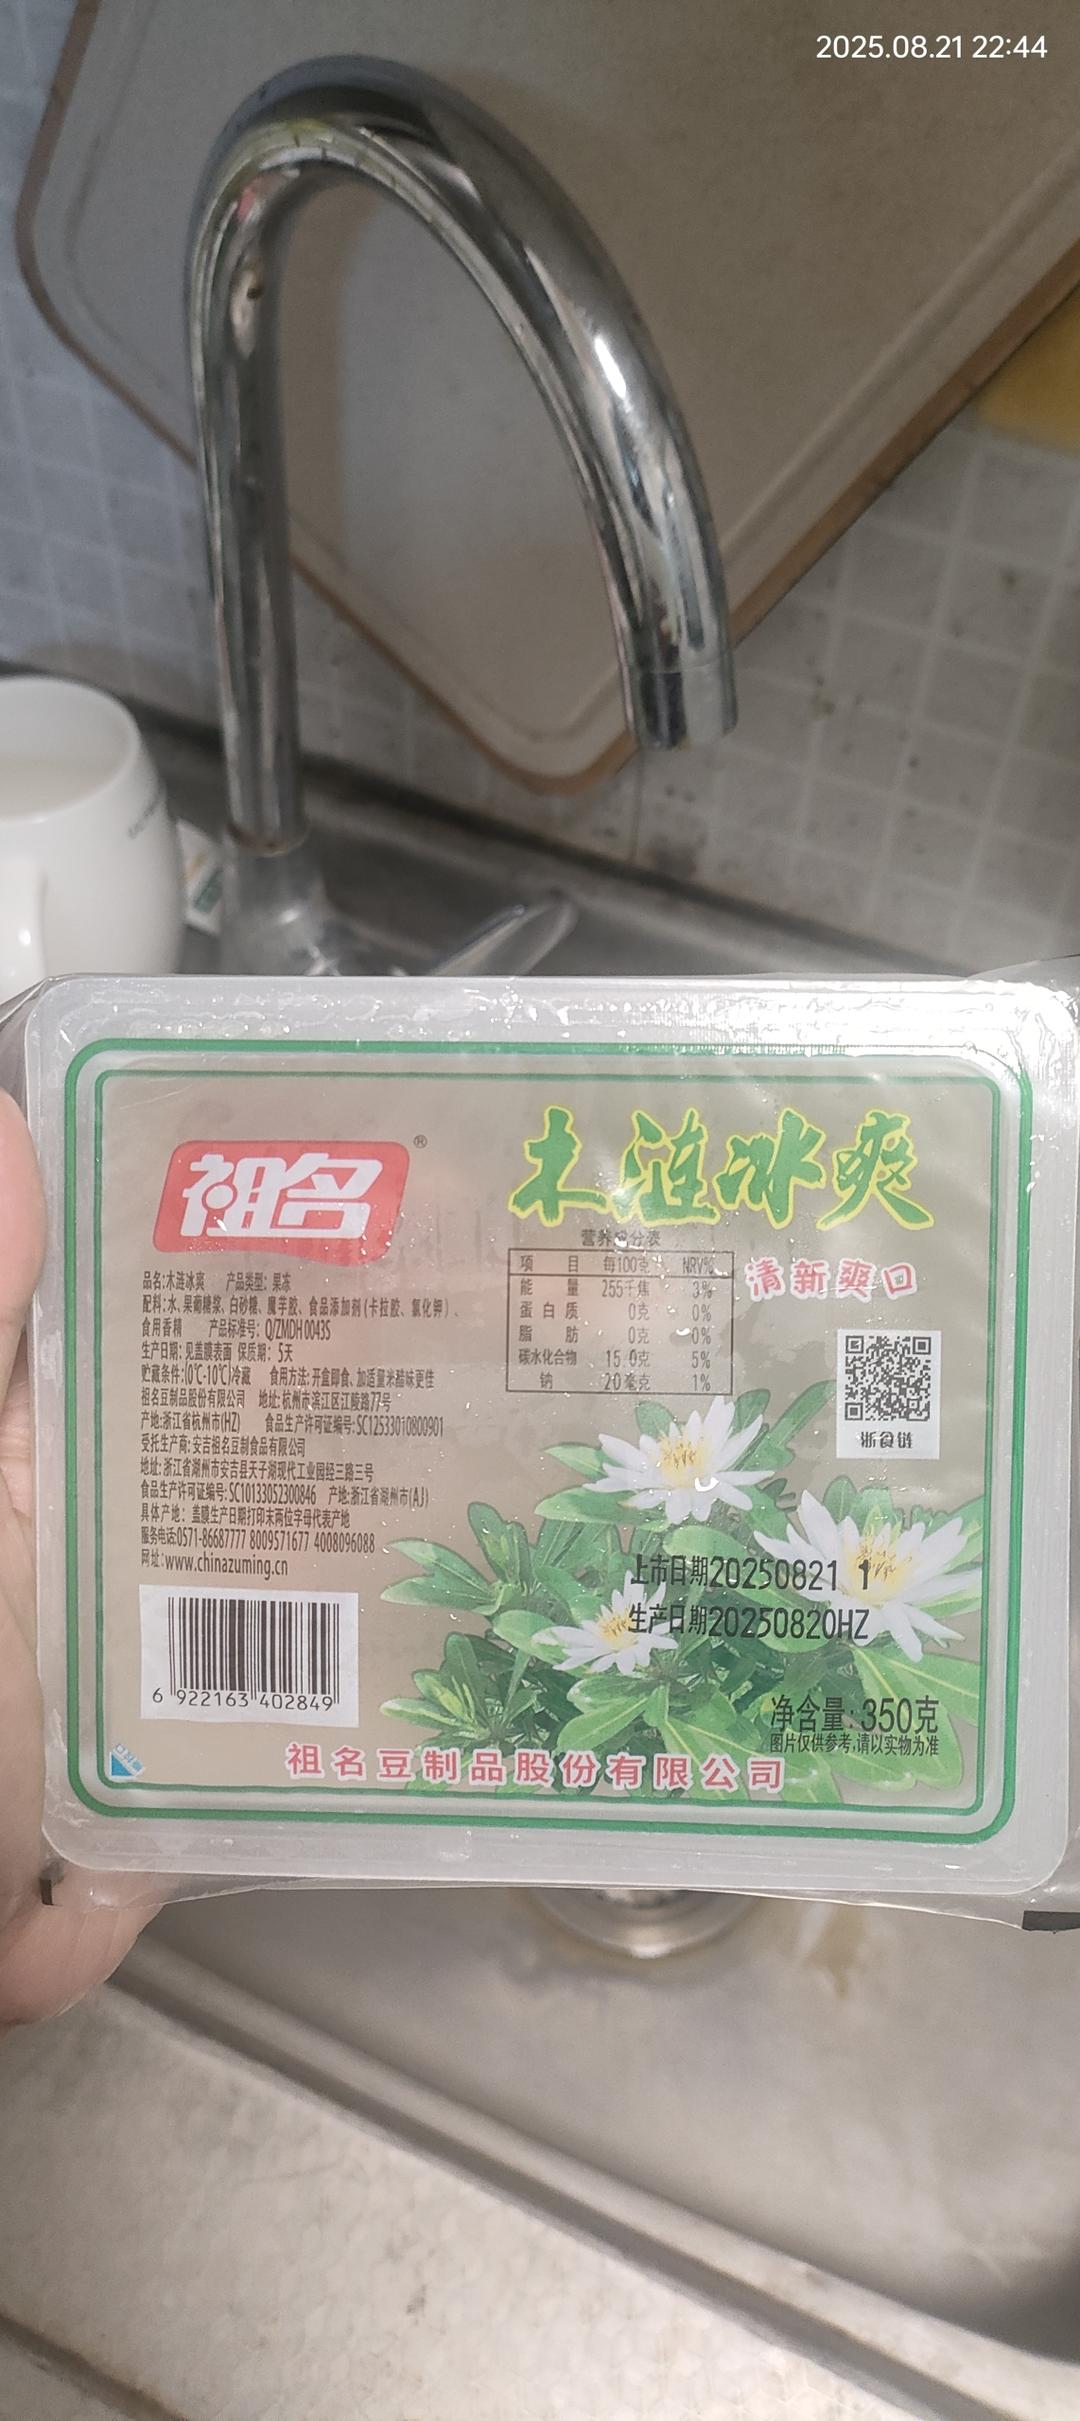 2025.08.21 22:44
祖名®
木涟冰爽
清新爽口
营养成分表
项 目 每100克 NRV%
能 量 255千焦 3%
蛋白质 0克 0%
脂 肪 0克 0%
碳水化合物 15.0克 5%
钠 20毫克 1%
浙食链
品名:木涟冰爽 产品类型:果冻
配料:水、果葡糖浆、白砂糖、魔芋胶、食品添加剂(卡拉胶、氯化钾)、
食用香精 产品标准号:Q/ZMDH0043S
生产日期:见盖膜表面 保质期:5天
贮藏条件:(0℃-10℃)冷藏 食用方法:开盒即食、加适量米醋味更佳
祖名豆制品股份有限公司 地址:杭州市滨江区江陵路77号
产地:浙江省杭州市(HZ) 食品生产许可证编号:SC12533010800901
受托生产商:安吉祖名豆制食品有限公司
地址:浙江省湖州市安吉县天子湖现代工业园经三路三号
食品生产许可证编号:SC10133052300846 产地:浙江省湖州市(AJ)
具体产地:盖膜生产日期打印末两位字母代表产地
服务电话:0571-86687777 8009571677 4008096088
网址:www.chinazuming.cn
上市日期20250821 1
生产日期20250820HZ
6 922163 402849
净含量:350克
图片仅供参考,请以实物为准
祖名豆制品股份有限公司